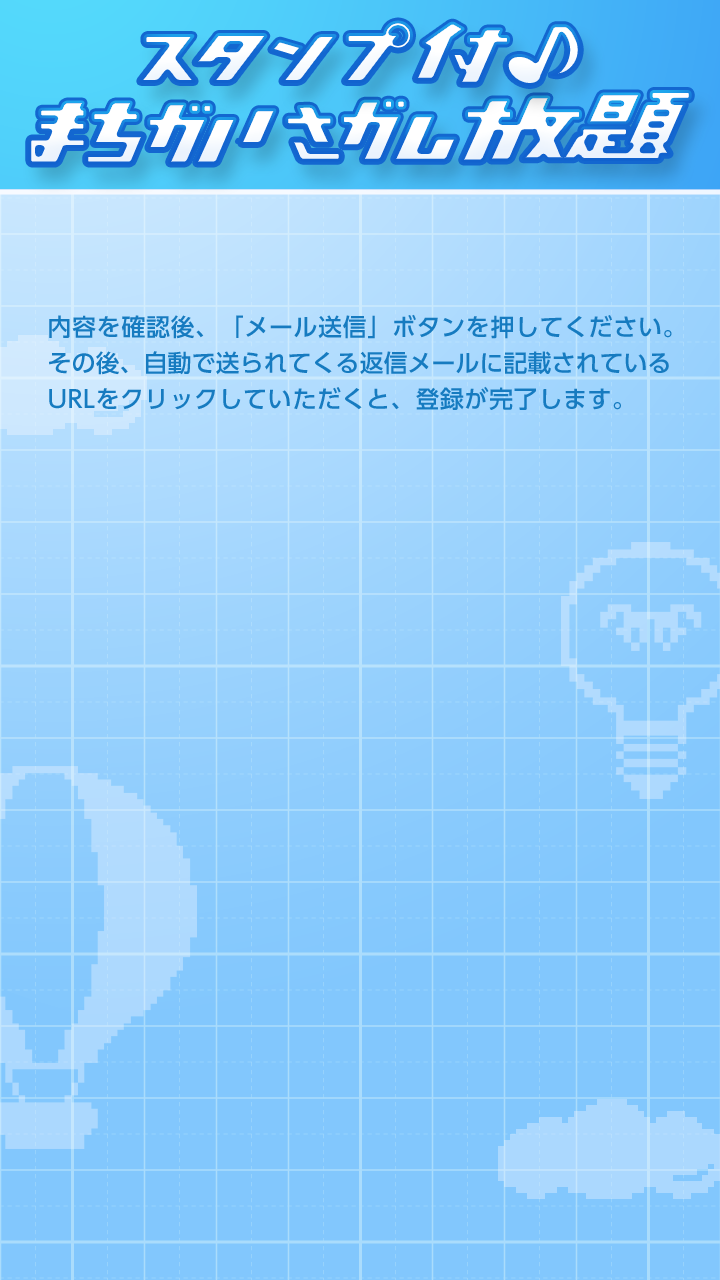 スタンプ付♪
まちがいさがし放題
内容を確認後、「メール送信」ボタンを押してください。
その後、自動で送られてくる返信メールに記載されている
URLをクリックしていただくと、登録が完了します。